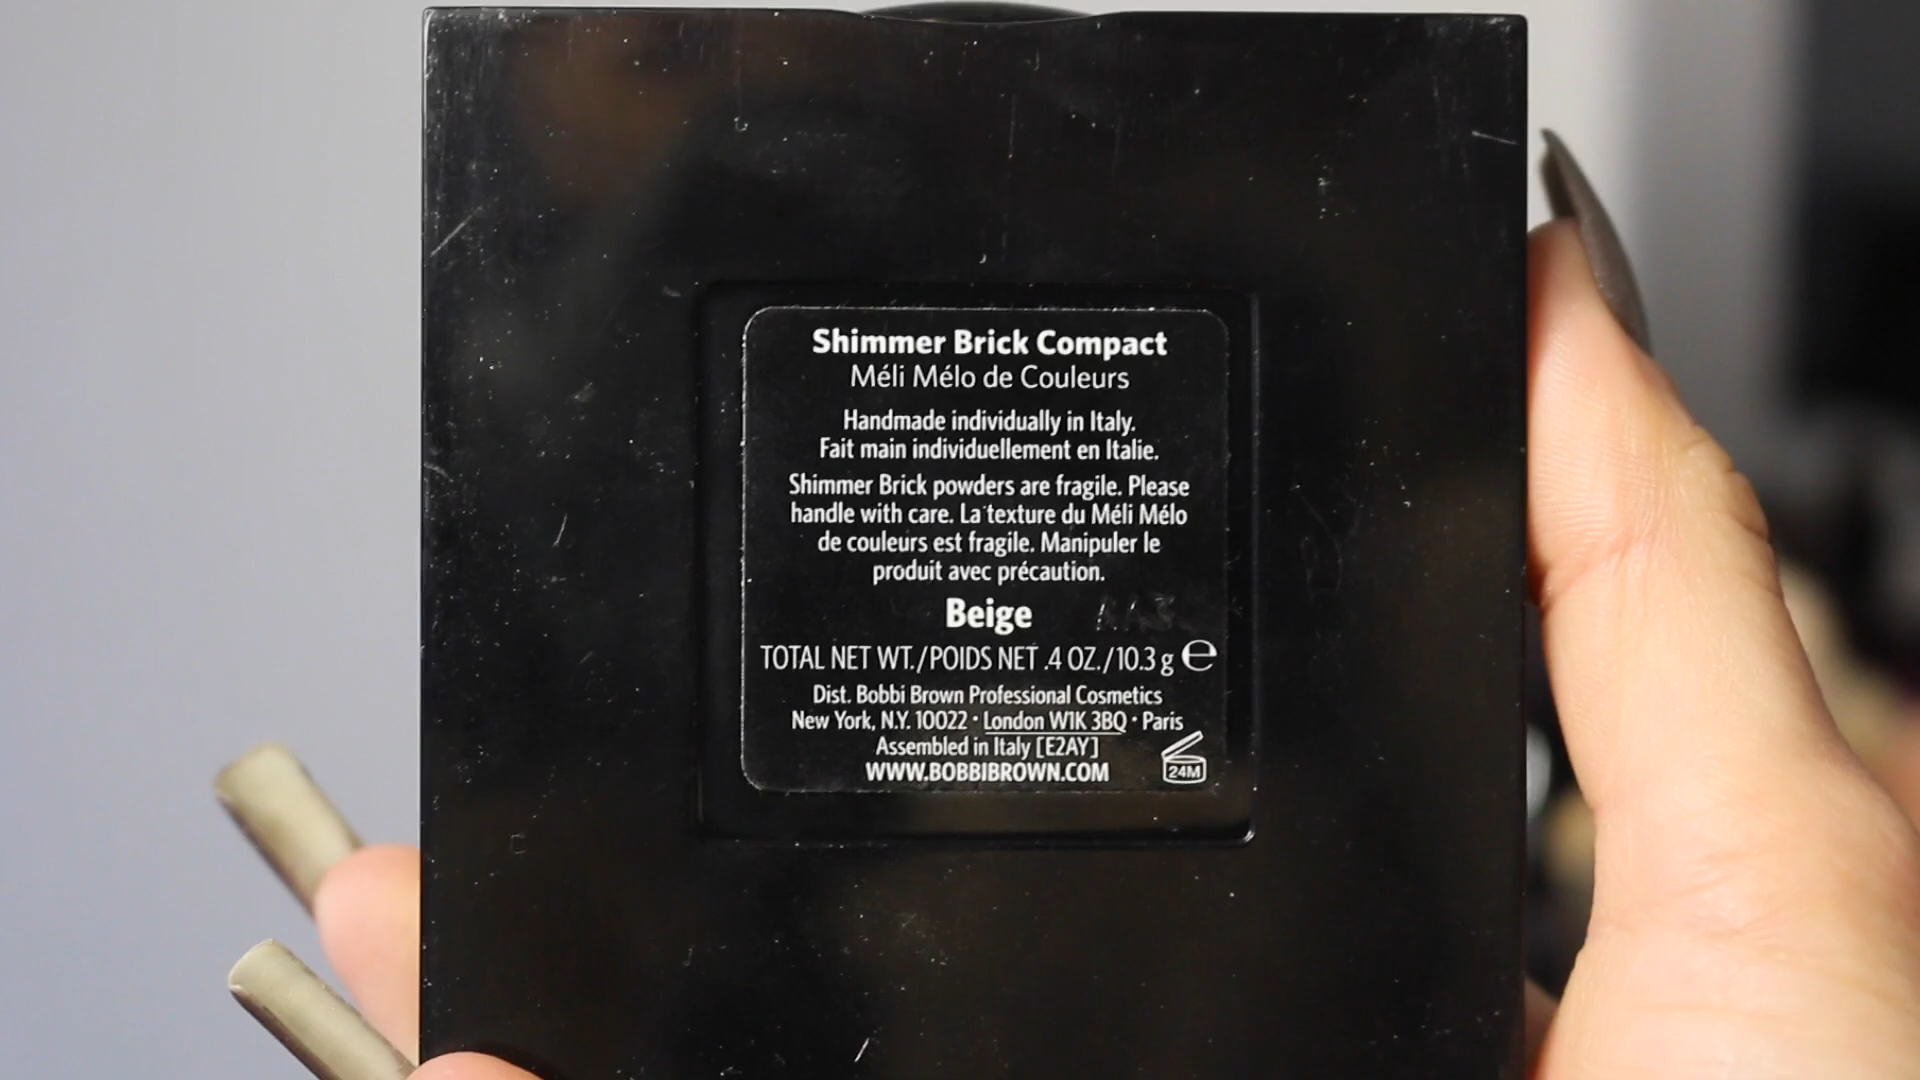 Shimmer Brick Compact
Méli Mélo de Couleurs
Handmade individually in Italy.
Fait main individuellement en Italie.
Shimmer Brick powders are fragile. Please
handle with care. La texture du Méli Mélo
de couleurs est fragile. Manipuler le
produit avec précaution.
Beige
TOTAL NET WT./POIDS NET .4 OZ./10.3 g ℮
Dist. Bobbi Brown Professional Cosmetics
New York, N.Y. 10022 • London W1K 3BQ • Paris
Assembled in Italy [E2AY]
WWW.BOBBIBROWN.COM
24M